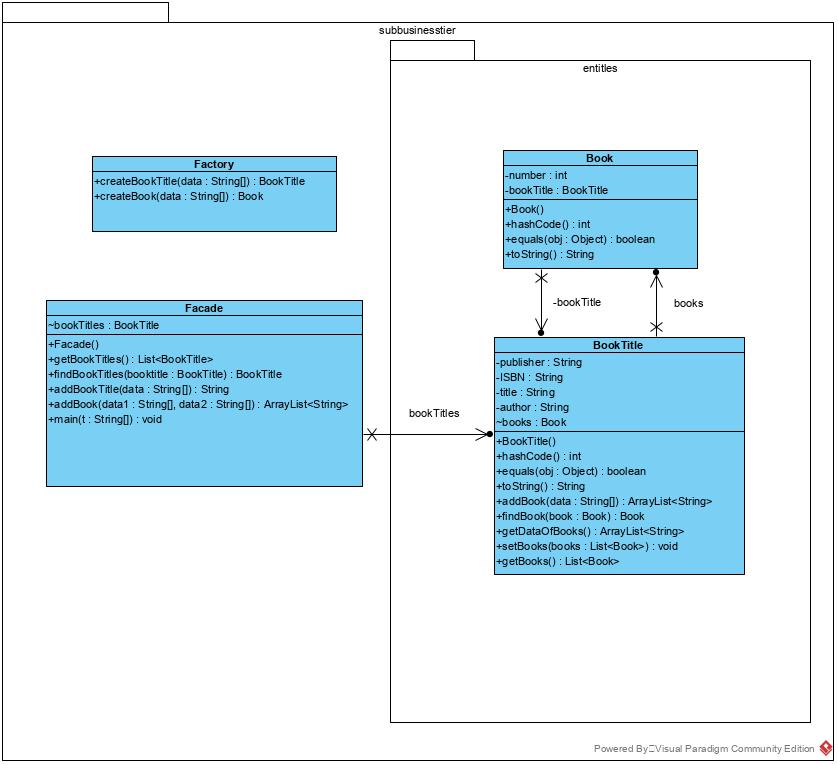 subbusinesstier
entitles
Factory
+createBookTitle(data : String[]) : BookTitle
+createBook(data : String[]) : Book
Book
-number : int
-bookTitle : BookTitle
+Book()
+hashCode() : int
+equals(obj : Object) : boolean
+toString() : String
-bookTitle
books
Facade
~bookTitles : BookTitle
+Facade()
+getBookTitles() : List<BookTitle>
+findBookTitles(booktitle : BookTitle) : BookTitle
+addBookTitle(data : String[]) : String
+addBook(data1 : String[], data2 : String[]) : ArrayList<String>
+main(t : String[]) : void
bookTitles
BookTitle
-publisher : String
-ISBN : String
-title : String
-author : String
~books : Book
+BookTitle()
+hashCode() : int
+equals(obj : Object) : boolean
+toString() : String
+addBook(data : String[]) : ArrayList<String>
+findBook(book : Book) : Book
+getDataOfBooks() : ArrayList<String>
+setBooks(books : List<Book>) : void
+getBooks() : List<Book>
Powered By Visual Paradigm Community Edition